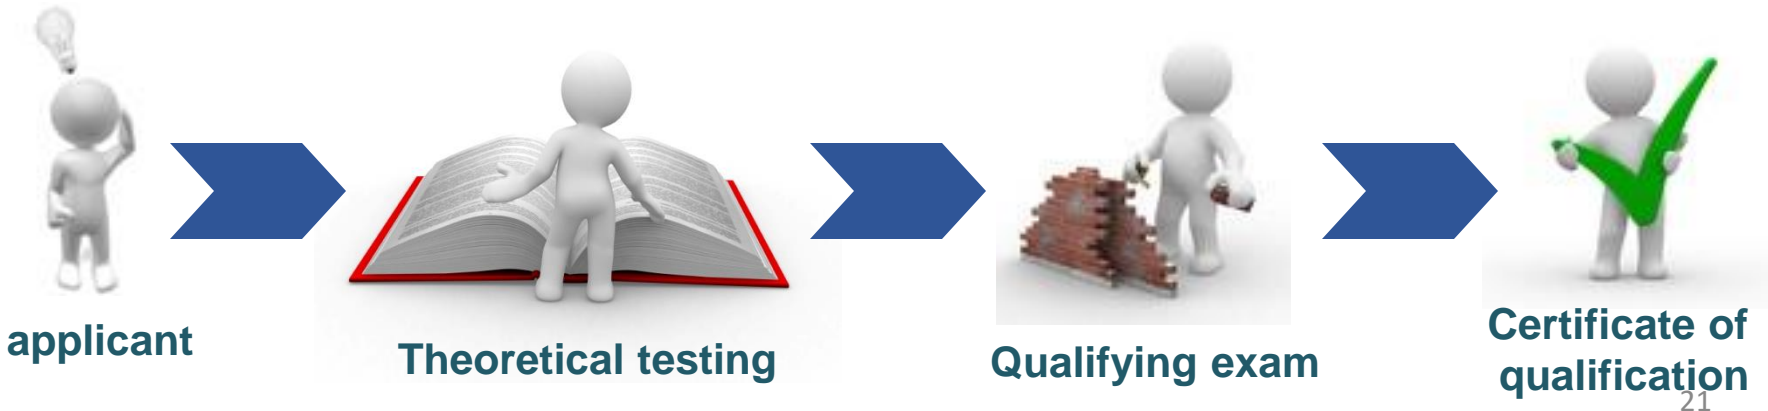 applicant
Theoretical testing
Qualifying exam
Certificate of
qualification
21